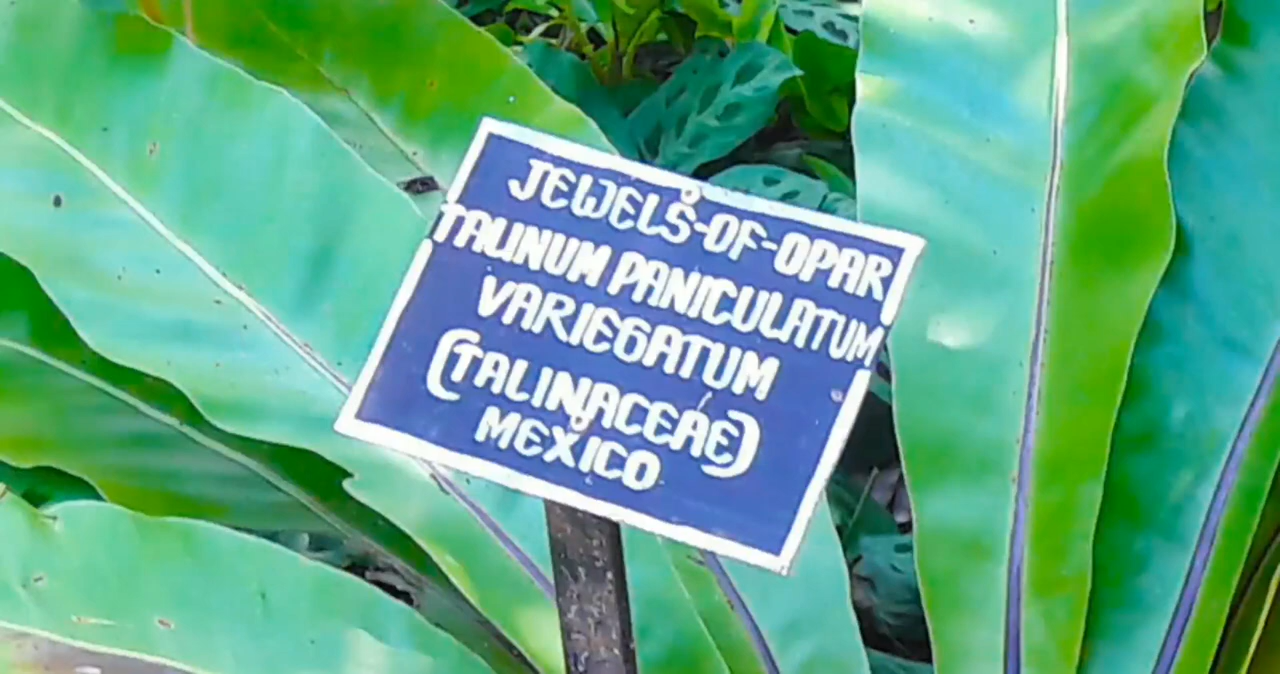 JEWELS-OF-OPAR
TALINUM PANICULATUM
VARIEGATUM
(TALINACEAE)
MEXICO